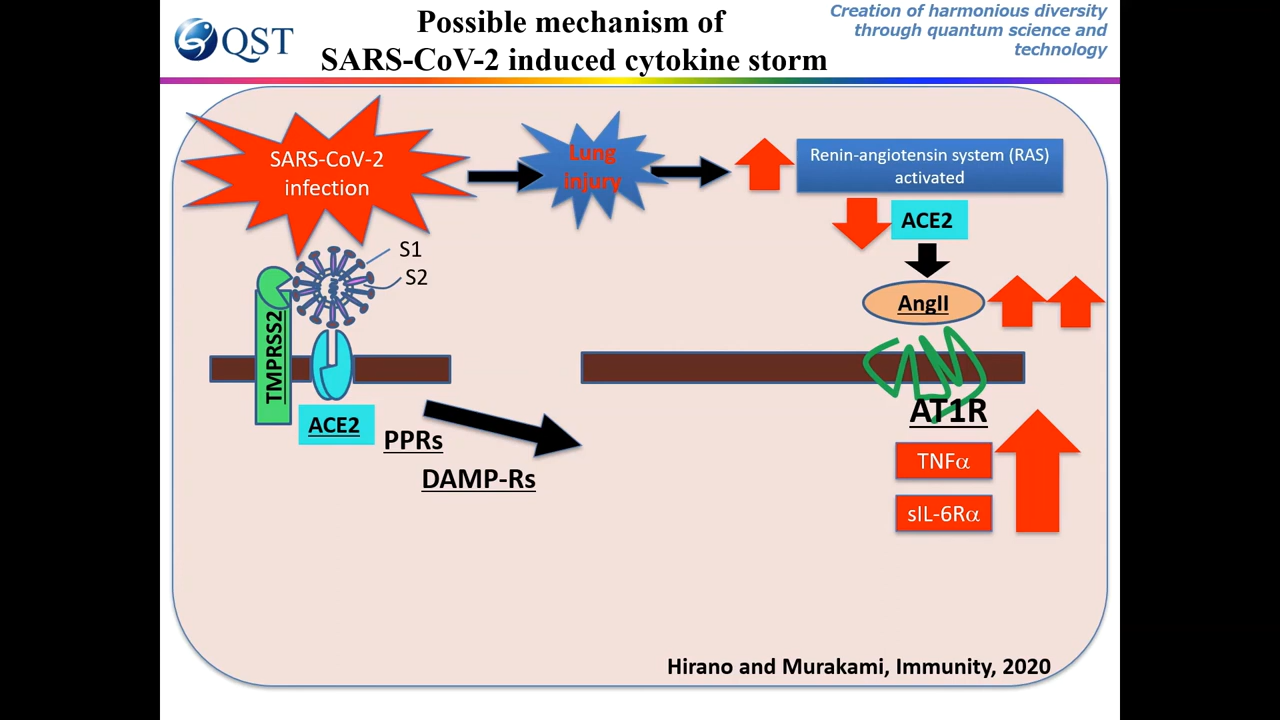 QST
Possible mechanism of
SARS-CoV-2 induced cytokine storm
Creation of harmonious diversity
through quantum science and
technology
SARS-CoV-2
infection
Lung
injury
Renin-angiotensin system (RAS)
activated
ACE2
S1
S2
AngII
TMPRSS2
ACE2
AT1R
PPRs
DAMP-Rs
TNFα
sIL-6Rα
Hirano and Murakami, Immunity, 2020